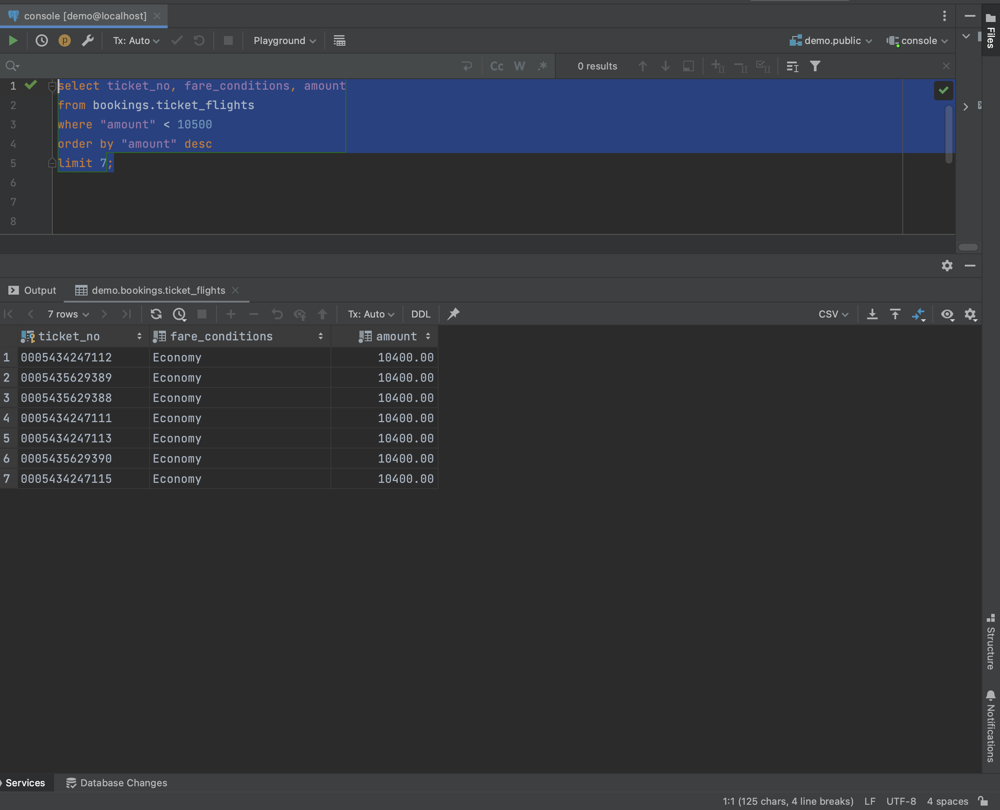 console [demo@localhost]
Tx: Auto Playground demo.public console
Cc W .* 0 results
1 select ticket_no, fare_conditions, amount
2 from bookings.ticket_flights
3 where "amount" < 10500
4 order by "amount" desc
5 limit 7;
6
7
8
Output demo.bookings.ticket_flights
7 rows Tx: Auto DDL CSV
ticket_no fare_conditions amount
1 0005434247112 Economy 10400.00
2 0005435629389 Economy 10400.00
3 0005435629388 Economy 10400.00
4 0005434247111 Economy 10400.00
5 0005434247113 Economy 10400.00
6 0005435629390 Economy 10400.00
7 0005434247115 Economy 10400.00
Files
Structure
Notifications
Services Database Changes
1:1 (125 chars, 4 line breaks) LF UTF-8 4 spaces